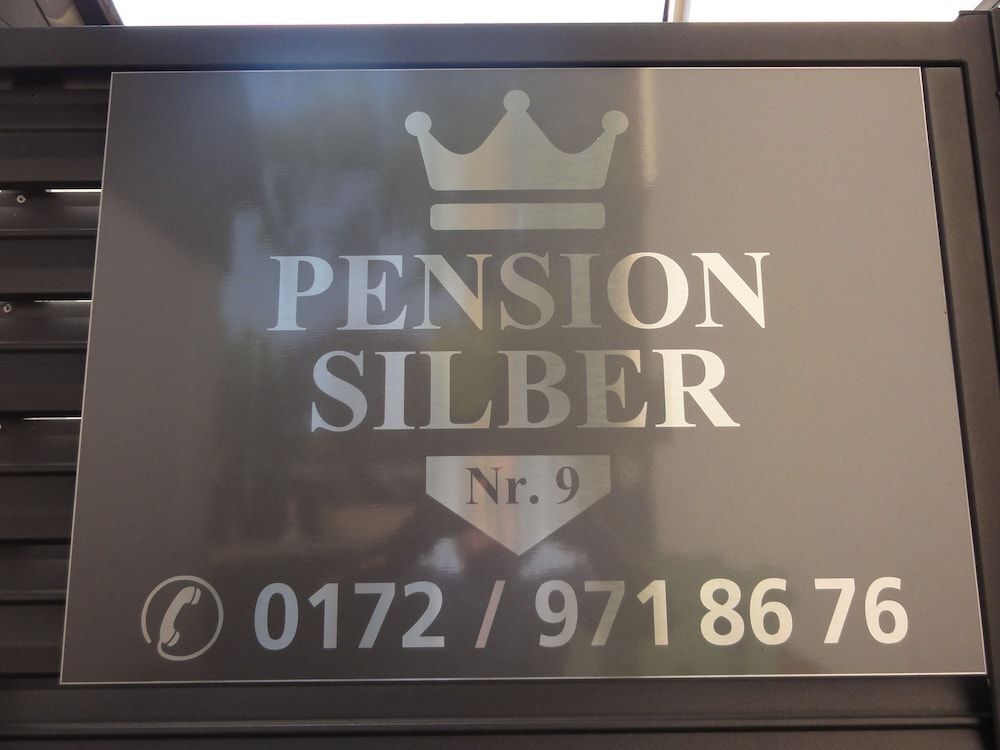 PENSION
SILBER
Nr. 9
0172 / 971 86 76